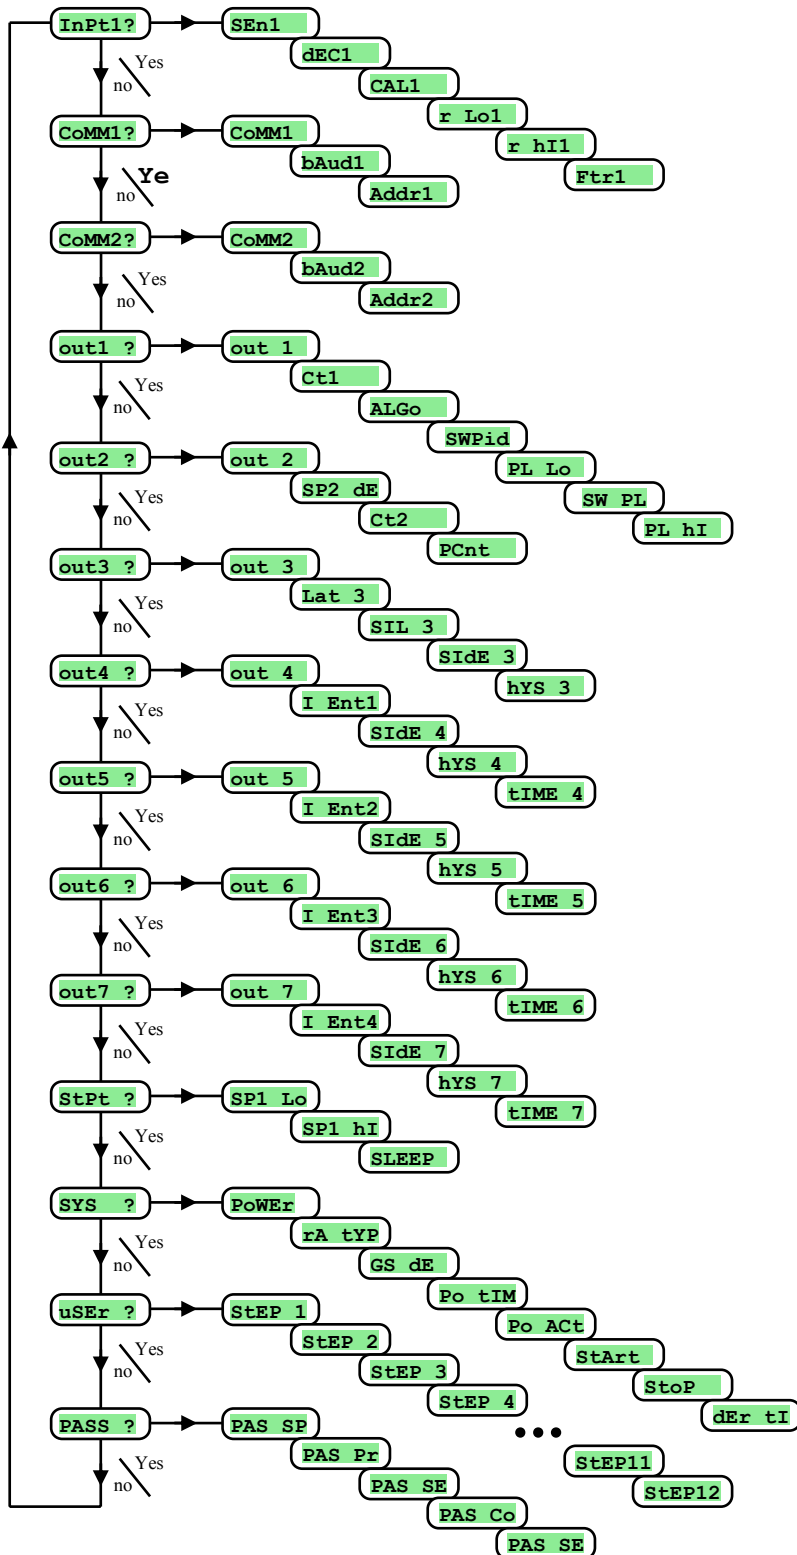 InPt1? SEn1
dEC1
Yes
CAL1
no
r Lo1
CoMM1? CoMM1
r hI1
bAud1
Ftr1
Ye
Addr1
no
CoMM2? CoMM2
bAud2
Yes
Addr2
no
out1 ? out 1
Ct1
Yes
ALGo
no
SWPid
out2 ? out 2
PL Lo
SP2 dE
SW PL
Yes
Ct2
PL hI
no
PCnt
out3 ? out 3
Lat 3
Yes
SIL 3
no
SIdE 3
out4 ? out 4
hYS 3
I Ent1
Yes
SIdE 4
no
hYS 4
out5 ? out 5
tIME 4
I Ent2
Yes
SIdE 5
no
hYS 5
out6 ? out 6
tIME 5
I Ent3
Yes
SIdE 6
no
hYS 6
out7 ? out 7
tIME 6
I Ent4
Yes
SIdE 7
no
hYS 7
StPt ? SP1 Lo
tIME 7
SP1 hI
Yes
SLEEP
no
SYS ? PoWEr
rA tYP
Yes
GS dE
no
Po tIM
uSEr ? StEP 1
Po ACt
StEP 2
Yes
StArt
StEP 3
no
StoP
StEP 4
dEr tI
PASS ? PAS SP
•••
PAS Pr
Yes
StEP11
PAS SE
no
StEP12
PAS Co
PAS SE